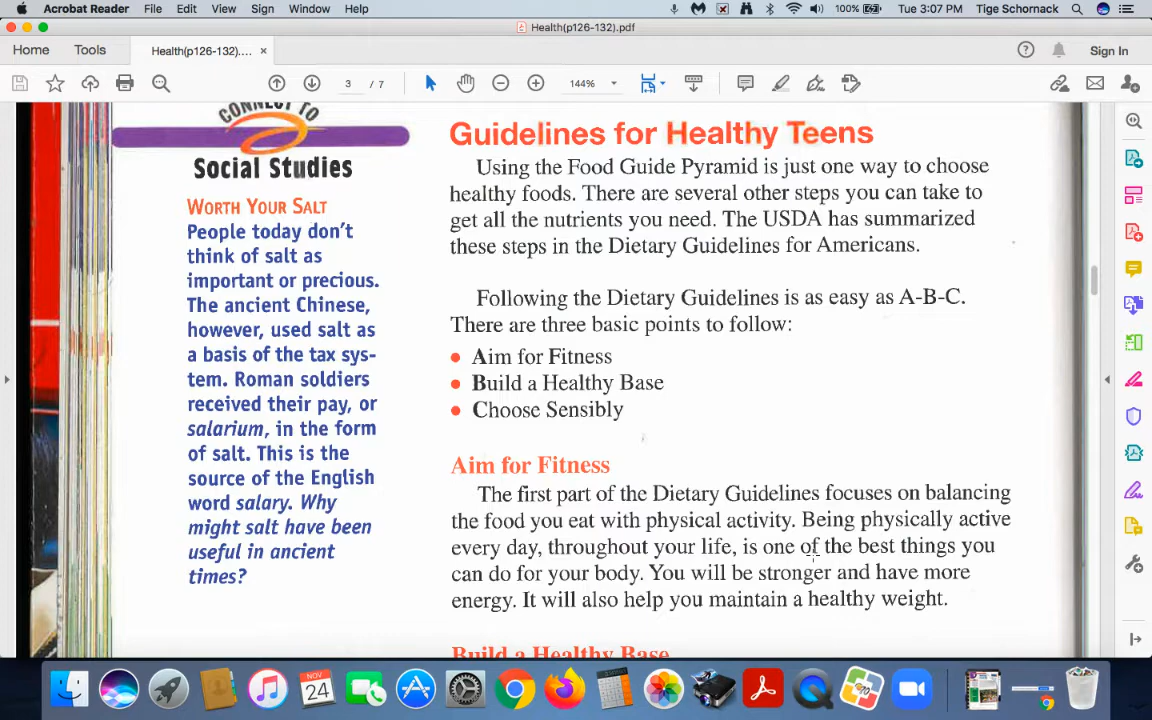 Acrobat Reader File Edit View Sign Window Help 100% Tue 3:07 PM Tige Schornack
Health(p126-132).pdf
Home Tools Health(p126-132).... × Sign In
3 / 7 144%
CONNECT TO
Social Studies
WORTH YOUR SALT
People today don't
think of salt as
important or precious.
The ancient Chinese,
however, used salt as
a basis of the tax sys-
tem. Roman soldiers
received their pay, or
salarium, in the form
of salt. This is the
source of the English
word salary. Why
might salt have been
useful in ancient
times?
Guidelines for Healthy Teens
Using the Food Guide Pyramid is just one way to choose
healthy foods. There are several other steps you can take to
get all the nutrients you need. The USDA has summarized
these steps in the Dietary Guidelines for Americans.
Following the Dietary Guidelines is as easy as A-B-C.
There are three basic points to follow:
• Aim for Fitness
• Build a Healthy Base
• Choose Sensibly
Aim for Fitness
The first part of the Dietary Guidelines focuses on balancing
the food you eat with physical activity. Being physically active
every day, throughout your life, is one of the best things you
can do for your body. You will be stronger and have more
energy. It will also help you maintain a healthy weight.
Build a Healthy Base
NOV
24